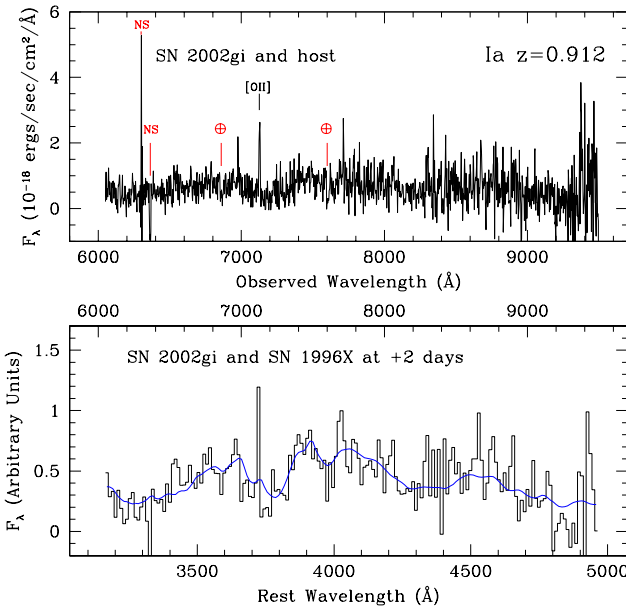 NS
SN 2002gi and host
Ia z=0.912
[OII]
NS
⊕
⊕
6
4
2
0
F_λ (10⁻¹⁸ ergs/sec/cm²/Å)
6000 7000 8000 9000
Observed Wavelength (Å)
6000 7000 8000 9000
SN 2002gi and SN 1996X at +2 days
1.5
1
0.5
0
F_λ (Arbitrary Units)
3500 4000 4500 5000
Rest Wavelength (Å)